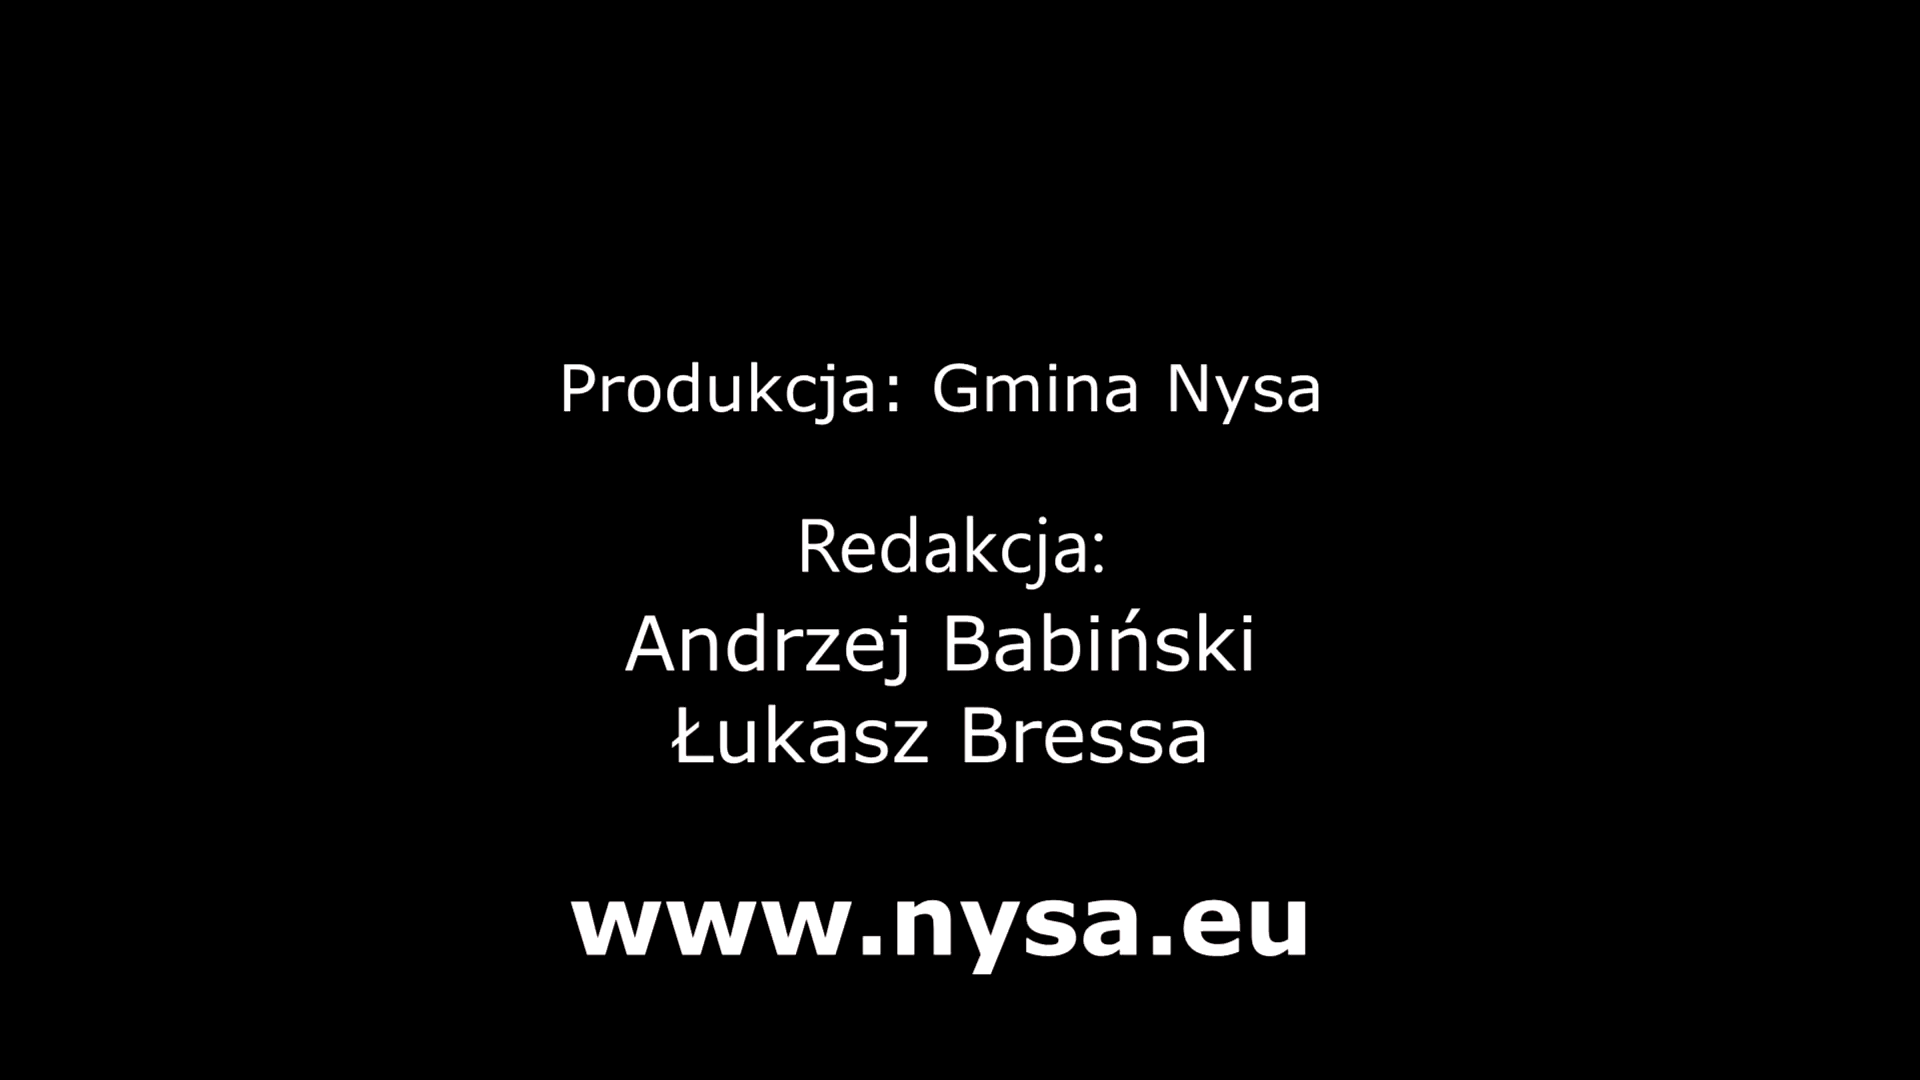 Produkcja: Gmina Nysa
Redakcja:
Andrzej Babiński
Łukasz Bressa
www.nysa.eu